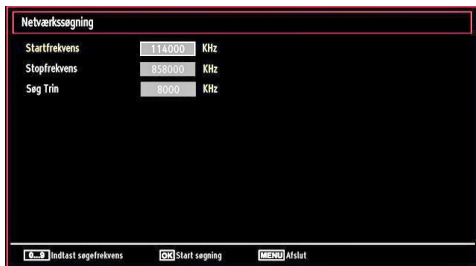 Netværkssøgning
Startfrekvens 114000 KHz
Stopfrekvens 858000 KHz
Søg Trin 8000 KHz
0...9 Indtast søgefrekvens OK Start søgning MENU Afslut